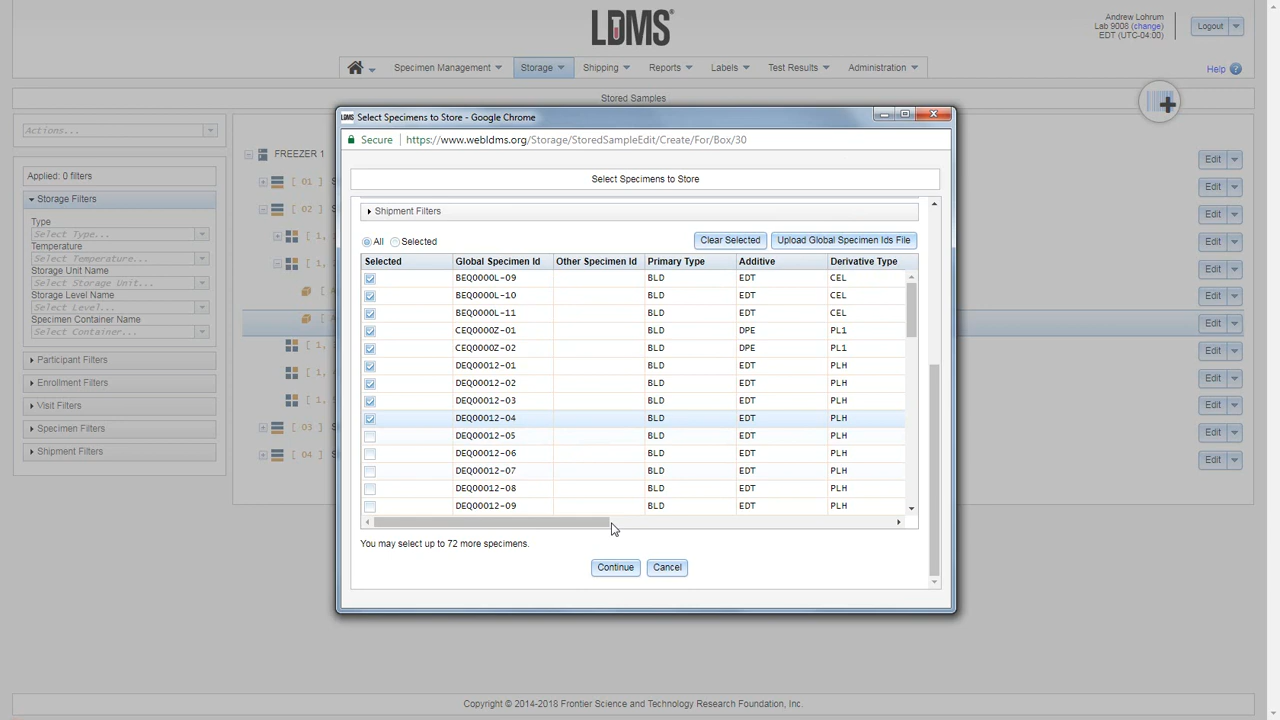 LDMS®
Andrew Lohrum
Lab 9008 (change)
EDT (UTC-04:00)
Logout
Specimen Management
Storage
Shipping
Reports
Labels
Test Results
Administration
Help ?
Stored Samples
Actions...
Applied: 0 filters
Storage Filters
Type
Select Type...
Temperature
Select Temperature...
Storage Unit Name
Select Storage Unit...
Storage Level Name
Select Level...
Specimen Container Name
Select Container...
Participant Filters
Enrollment Filters
Visit Filters
Specimen Filters
Shipment Filters
FREEZER 1
[ 01 ] S
[ 02 ] S
[ 1,
[ 1,
[ A
[ A
[ 1,
[ 1,
[ 1,
[ 03 ] S
[ 04 ] S
Edit
Edit
Edit
Edit
Edit
Edit
Edit
Edit
Edit
Edit
Edit
Edit
LDMS Select Specimens to Store - Google Chrome
Secure https://www.webldms.org/Storage/StoredSampleEdit/Create/For/Box/30
Select Specimens to Store
Shipment Filters
All Selected
Clear Selected Upload Global Specimen Ids File
Selected Global Specimen Id Other Specimen Id Primary Type Additive Derivative Type
BEQ0000L-09 BLD EDT CEL
BEQ0000L-10 BLD EDT CEL
BEQ0000L-11 BLD EDT CEL
CEQ0000Z-01 BLD DPE PL1
CEQ0000Z-02 BLD DPE PL1
DEQ00012-01 BLD EDT PLH
DEQ00012-02 BLD EDT PLH
DEQ00012-03 BLD EDT PLH
DEQ00012-04 BLD EDT PLH
DEQ00012-05 BLD EDT PLH
DEQ00012-06 BLD EDT PLH
DEQ00012-07 BLD EDT PLH
DEQ00012-08 BLD EDT PLH
DEQ00012-09 BLD EDT PLH
You may select up to 72 more specimens.
Continue Cancel
Copyright © 2014-2018 Frontier Science and Technology Research Foundation, Inc.